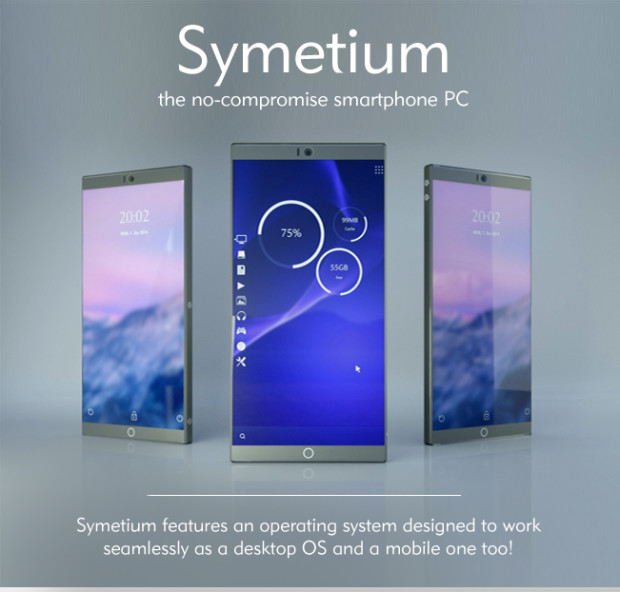 Symetium
the no-compromise smartphone PC
20:02
20:02
75%
99MB
Cache
55GB
Symetium features an operating system designed to work
seamlessly as a desktop OS and a mobile one too!